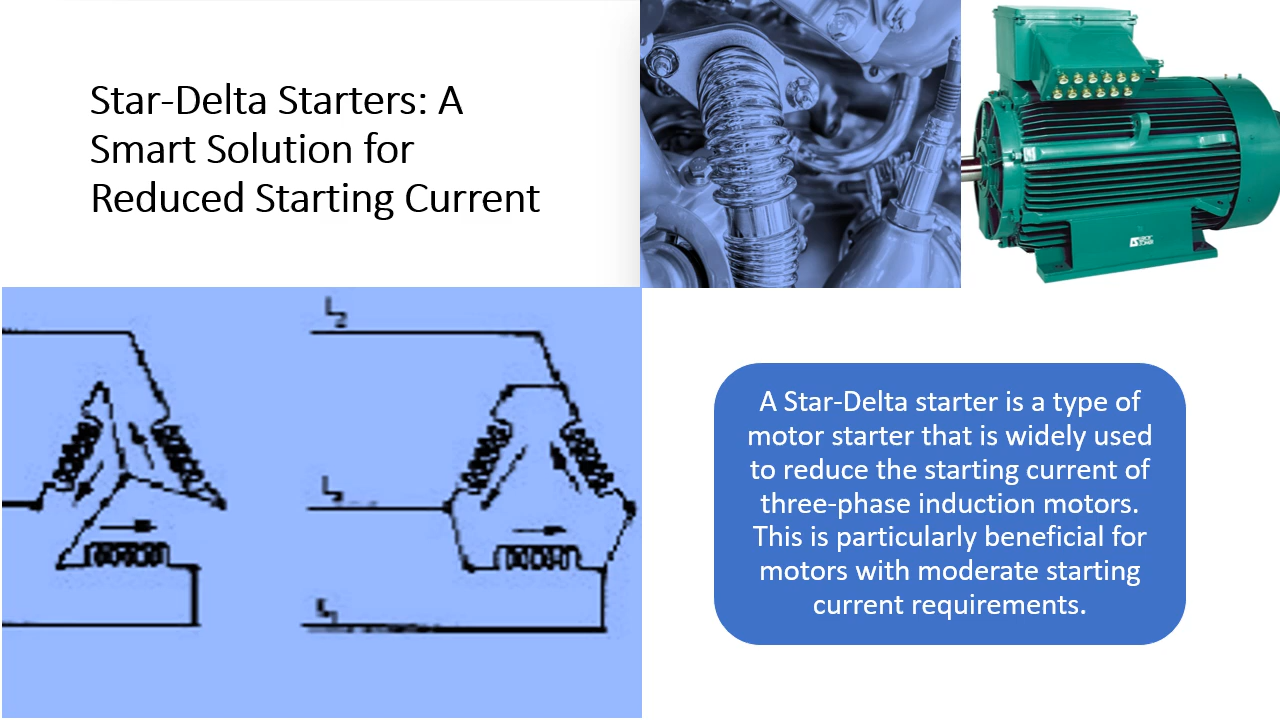 Star-Delta Starters: A
Smart Solution for
Reduced Starting Current
L2
A Star-Delta starter is a type of
motor starter that is widely used
to reduce the starting current of
three-phase induction motors.
This is particularly beneficial for
motors with moderate starting
current requirements.